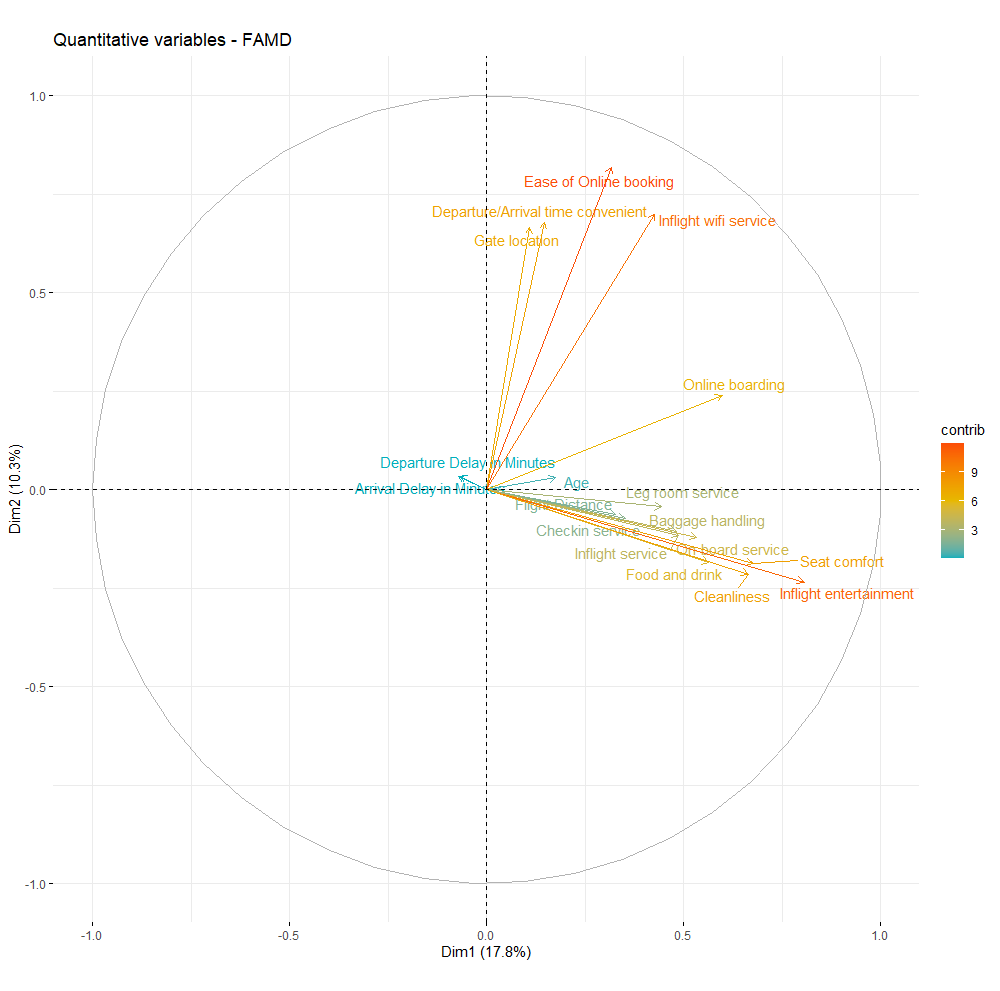 Quantitative variables - FAMD
1.0
Ease of Online booking
Departure/Arrival time convenient
Inflight wifi service
Gate location
0.5
Online boarding
contrib
Departure Delay in Minutes
9
Age
Arrival Delay in Minutes
0.0
Leg room service
6
Flight Distance
Baggage handling
3
Checkin service
On-board service
Inflight service
Seat comfort
Food and drink
Cleanliness
Inflight entertainment
Dim2 (10.3%)
-0.5
-1.0
-1.0
-0.5
0.0
0.5
1.0
Dim1 (17.8%)